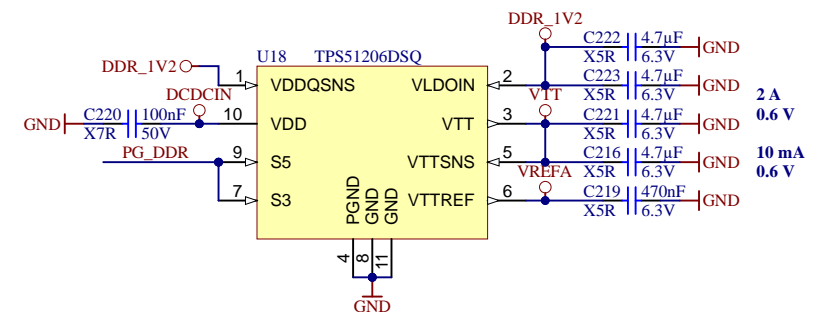 DDR_1V2
U18 TPS51206DSQ
C222 4.7µF
GND
X5R 6.3V
DDR_1V2
1 VDDQSNS
VLDOIN 2
C223 4.7µF
GND
X5R 6.3V
DCDCIN
VTT
2 A
0.6 V
GND
C220 100nF
X7R 50V
10 VDD
VTT 3
C221 4.7µF
GND
X5R 6.3V
PG_DDR
9 S5
VTTSNS 5
C216 4.7µF
GND
X5R 6.3V
10 mA
0.6 V
VREFA
7 S3
VTTREF 6
C219 470nF
GND
X5R 6.3V
PGND
GND
GND
4
8
11
GND